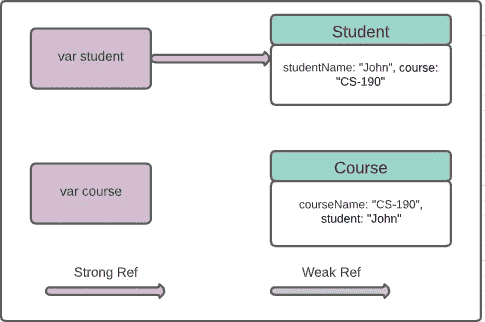 var student
Student
studentName: "John", course:
"CS-190"
var course
Course
courseName: "CS-190",
student: "John"
Strong Ref
Weak Ref